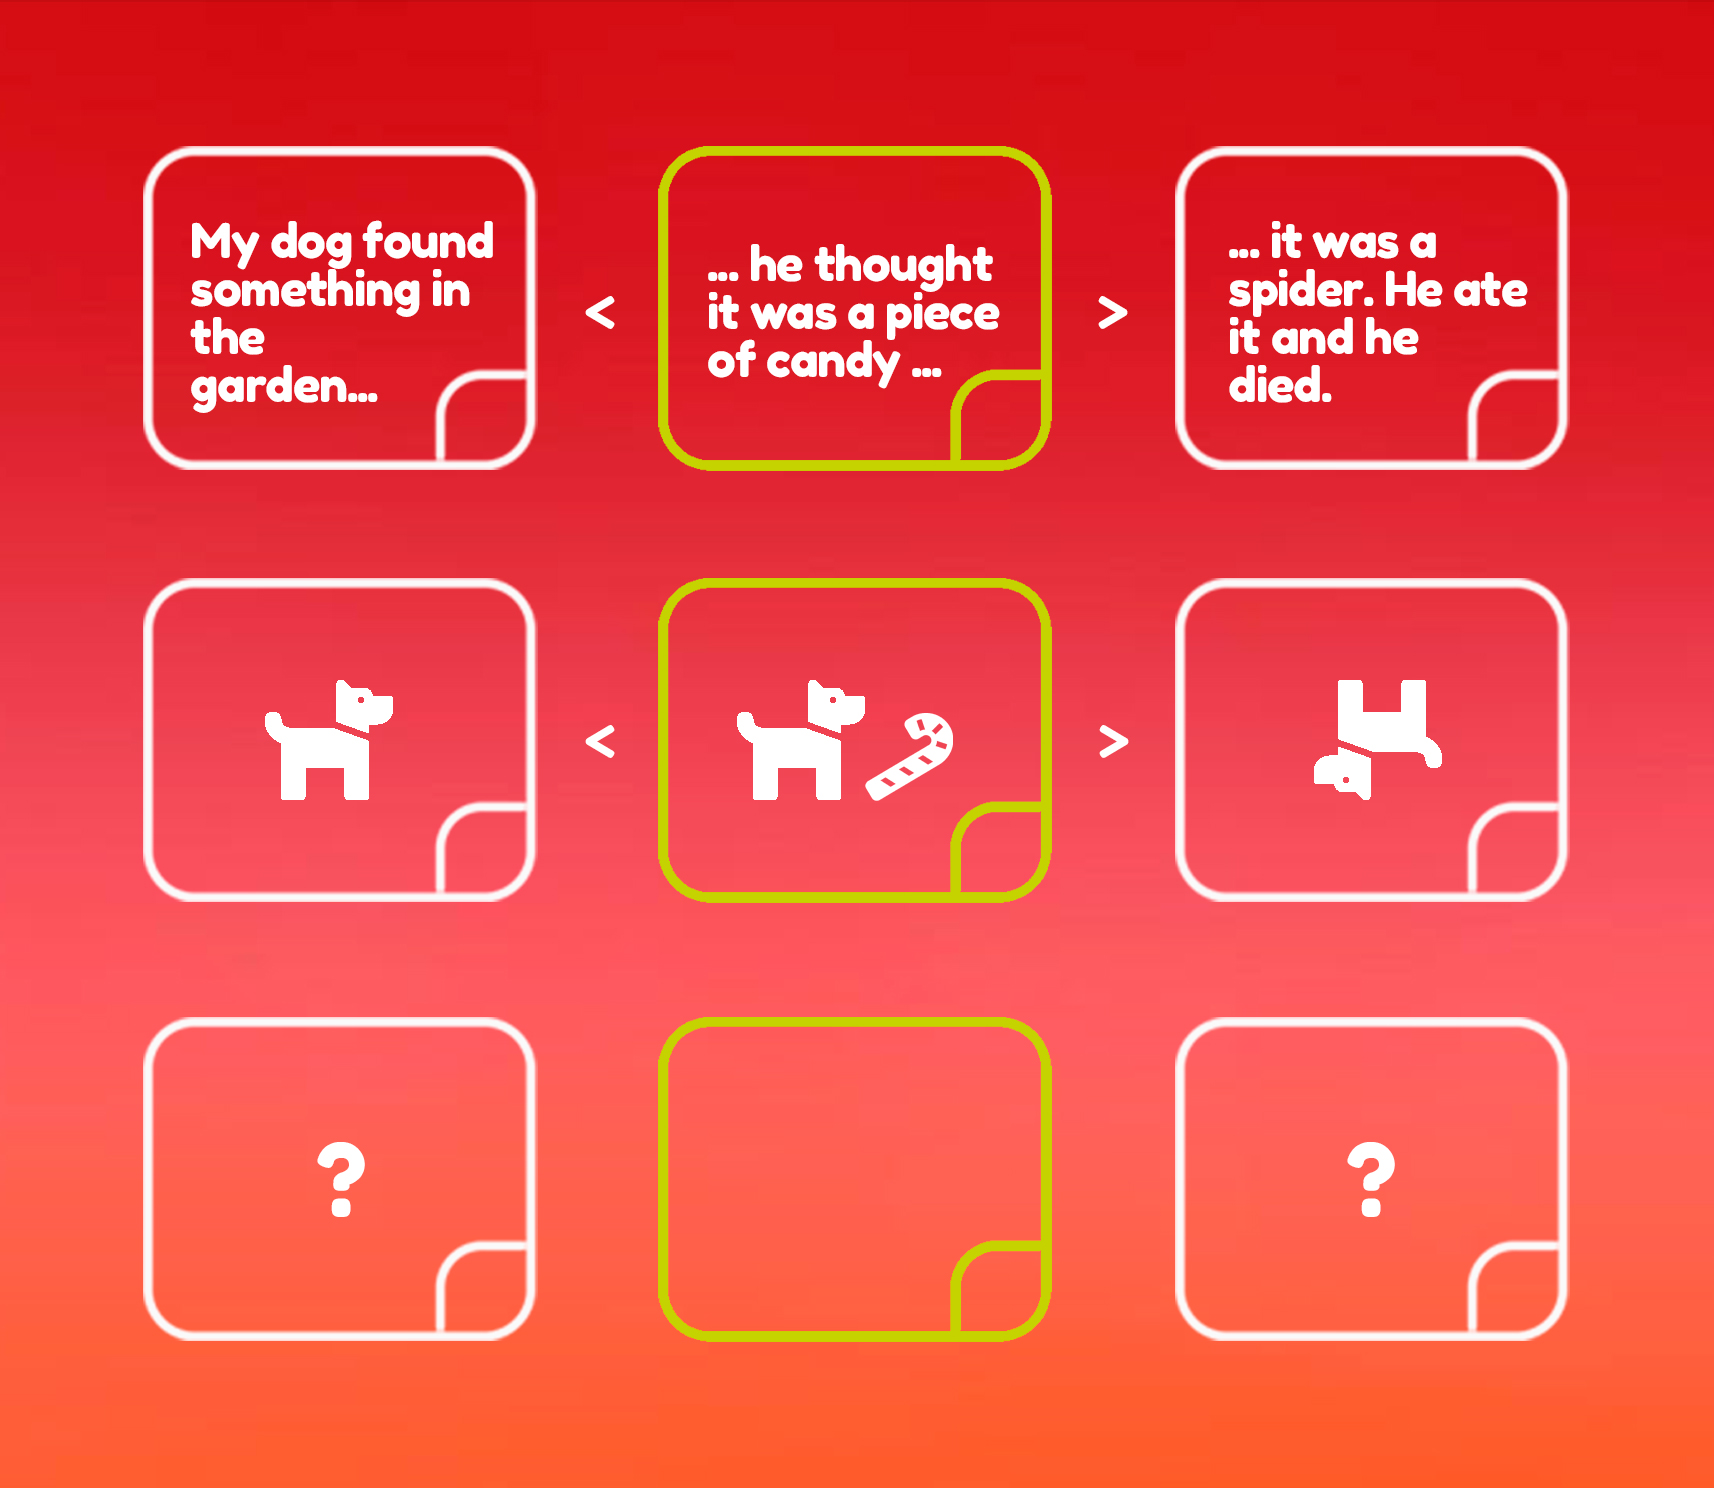 My dog found
something in
the
garden...
<
... he thought
it was a piece
of candy ...
>
... it was a
spider. He ate
it and he
died.
<
>
?
?